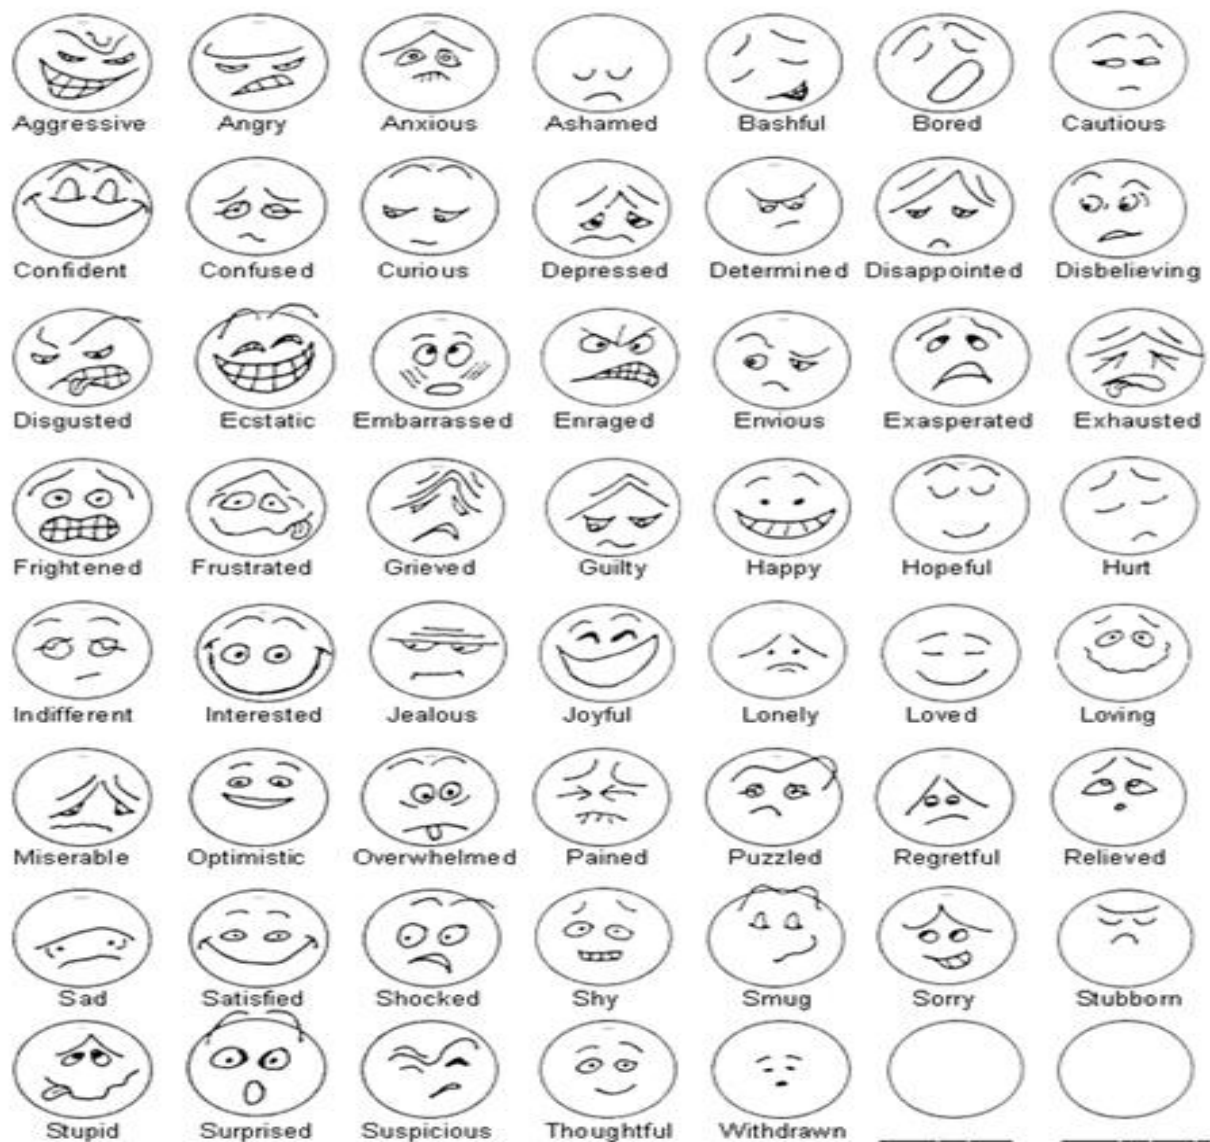 Aggressive Angry Anxious Ashamed Bashful Bored Cautious
Confident Confused Curious Depressed Determined Disappointed Disbelieving
Disgusted Ecstatic Embarrassed Enraged Envious Exasperated Exhausted
Frightened Frustrated Grieved Guilty Happy Hopeful Hurt
Indifferent Interested Jealous Joyful Lonely Loved Loving
Miserable Optimistic Overwhelmed Pained Puzzled Regretful Relieved
Sad Satisfied Shocked Shy Smug Sorry Stubborn
Stupid Surprised Suspicious Thoughtful Withdrawn